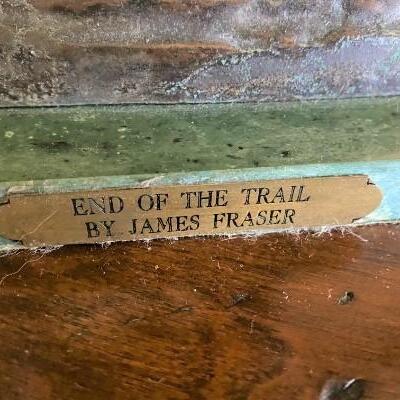 END OF THE TRAIL
BY JAMES FRASER